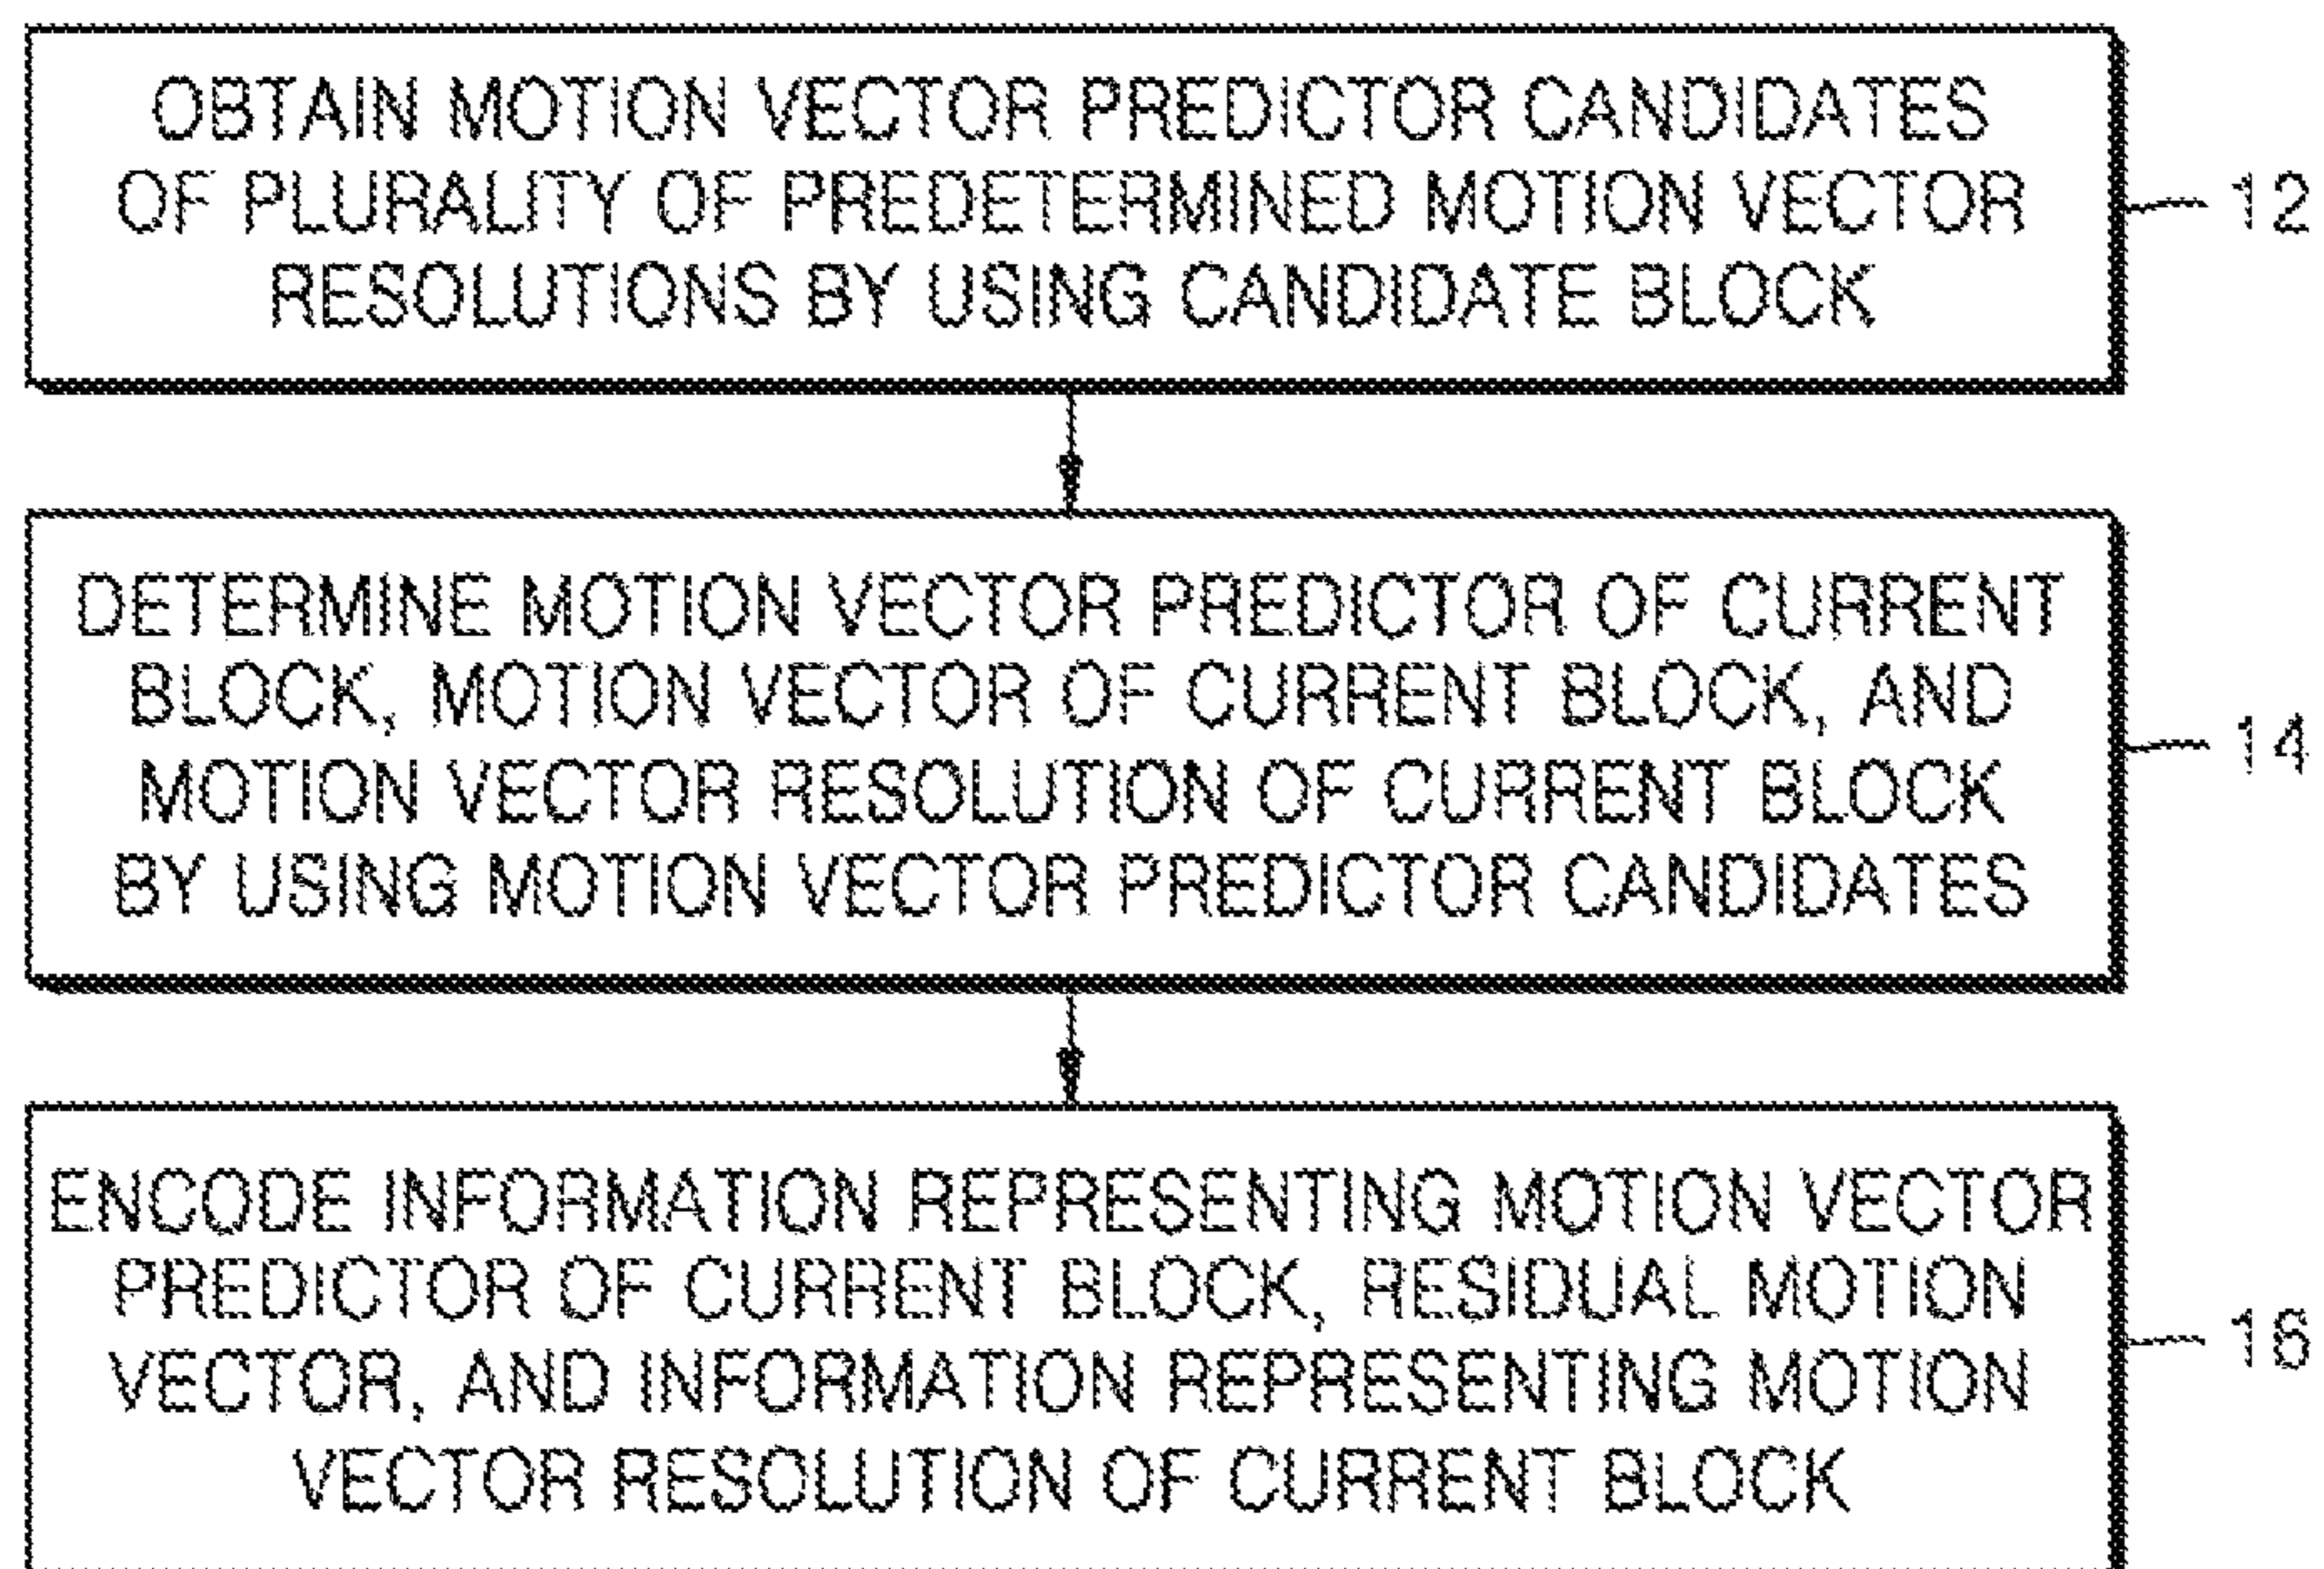 OBTAIN MOTION VECTOR PREDICTOR CANDIDATES
OF PLURALITY OF PREDETERMINED MOTION VECTOR
RESOLUTIONS BY USING CANDIDATE BLOCK
12
DETERMINE MOTION VECTOR PREDICTOR OF CURRENT
BLOCK, MOTION VECTOR OF CURRENT BLOCK, AND
MOTION VECTOR RESOLUTION OF CURRENT BLOCK
BY USING MOTION VECTOR PREDICTOR CANDIDATES
14
ENCODE INFORMATION REPRESENTING MOTION VECTOR
PREDICTOR OF CURRENT BLOCK, RESIDUAL MOTION
VECTOR, AND INFORMATION REPRESENTING MOTION
VECTOR RESOLUTION OF CURRENT BLOCK
16